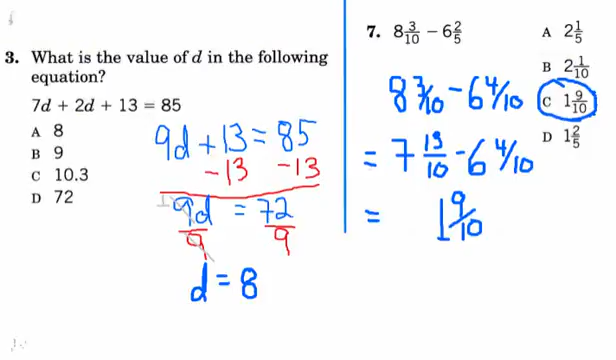 3. What is the value of d in the following
equation?
7d + 2d + 13 = 85
A 8
B 9
C 10.3
D 72
9d + 13 = 85
-13 -13
9d = 72
9 9
d = 8
7. 8 3/10 − 6 2/5
A 2 1/5
B 2 1/10
C 1 9/10
D 1 2/5
8 3/10 - 6 4/10
= 7 13/10 - 6 4/10
= 1 9/10